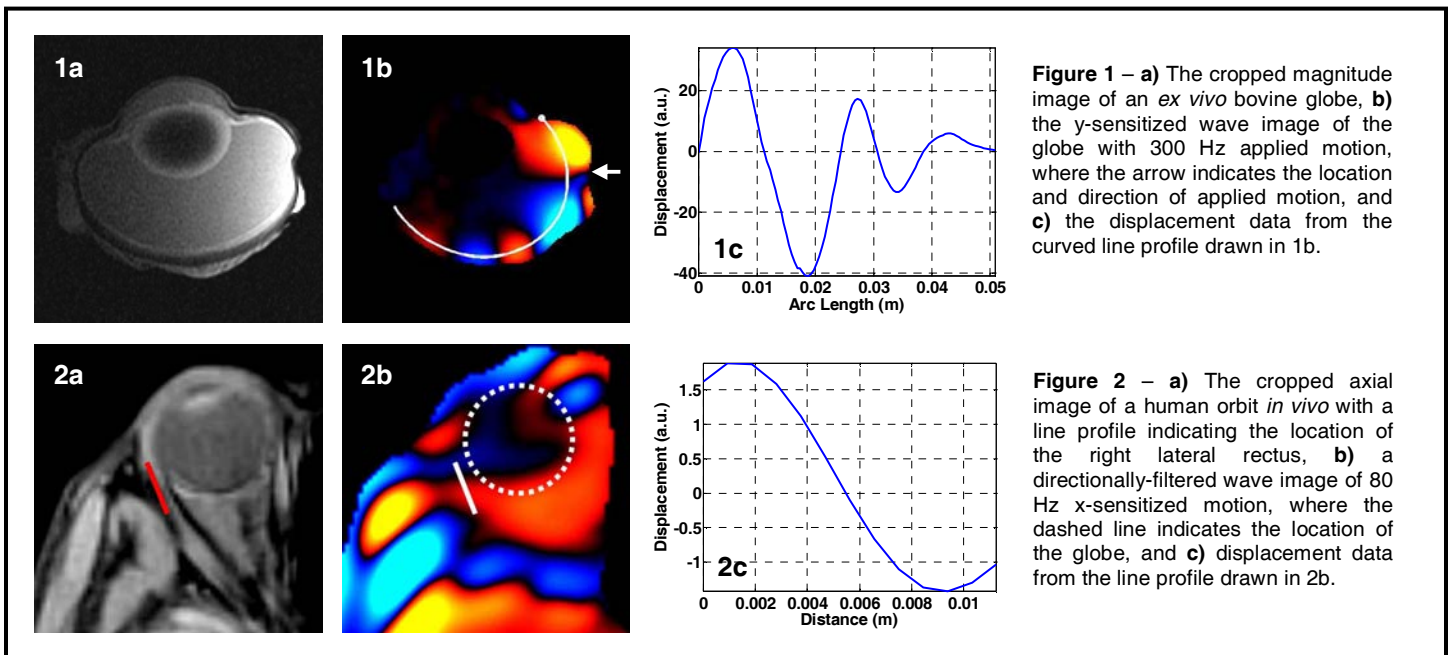 1a
1b
20
0
-20
-40
Displacement (a.u.)
1c
0 0.01 0.02 0.03 0.04 0.05
Arc Length (m)
Figure 1 – a) The cropped magnitude
image of an ex vivo bovine globe, b)
the y-sensitized wave image of the
globe with 300 Hz applied motion,
where the arrow indicates the location
and direction of applied motion, and
c) the displacement data from the
curved line profile drawn in 1b.
2a
2b
1.5
1
0.5
0
-0.5
-1
Displacement (a.u.)
2c
0 0.002 0.004 0.006 0.008 0.01
Distance (m)
Figure 2 – a) The cropped axial
image of a human orbit in vivo with a
line profile indicating the location of
the right lateral rectus, b) a
directionally-filtered wave image of 80
Hz x-sensitized motion, where the
dashed line indicates the location of
the globe, and c) displacement data
from the line profile drawn in 2b.